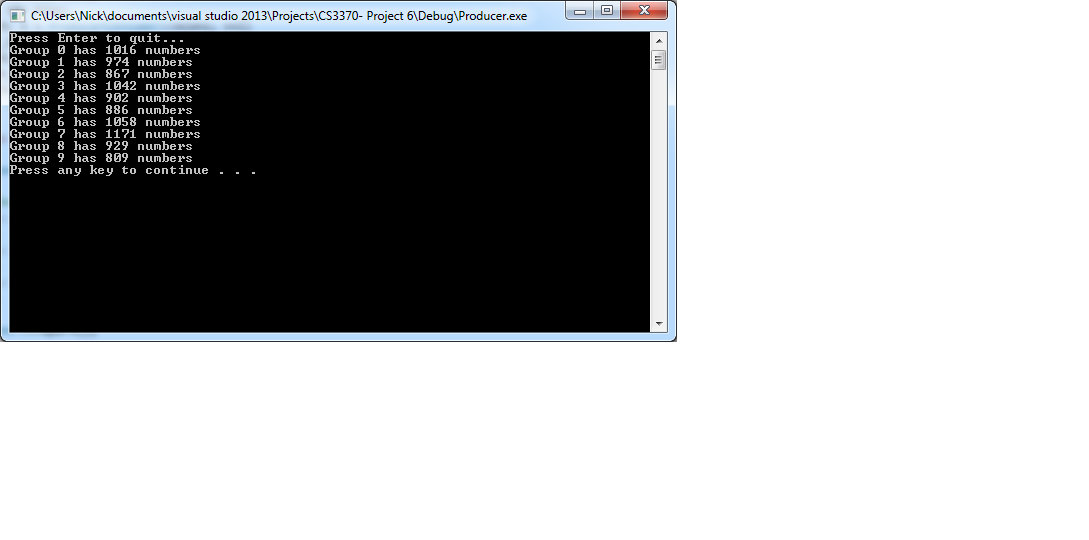 C:\Users\Nick\documents\visual studio 2013\Projects\CS3370- Project 6\Debug\Producer.exe
Press Enter to quit...
Group 0 has 1016 numbers
Group 1 has 974 numbers
Group 2 has 867 numbers
Group 3 has 1042 numbers
Group 4 has 902 numbers
Group 5 has 886 numbers
Group 6 has 1058 numbers
Group 7 has 1171 numbers
Group 8 has 929 numbers
Group 9 has 809 numbers
Press any key to continue . . .